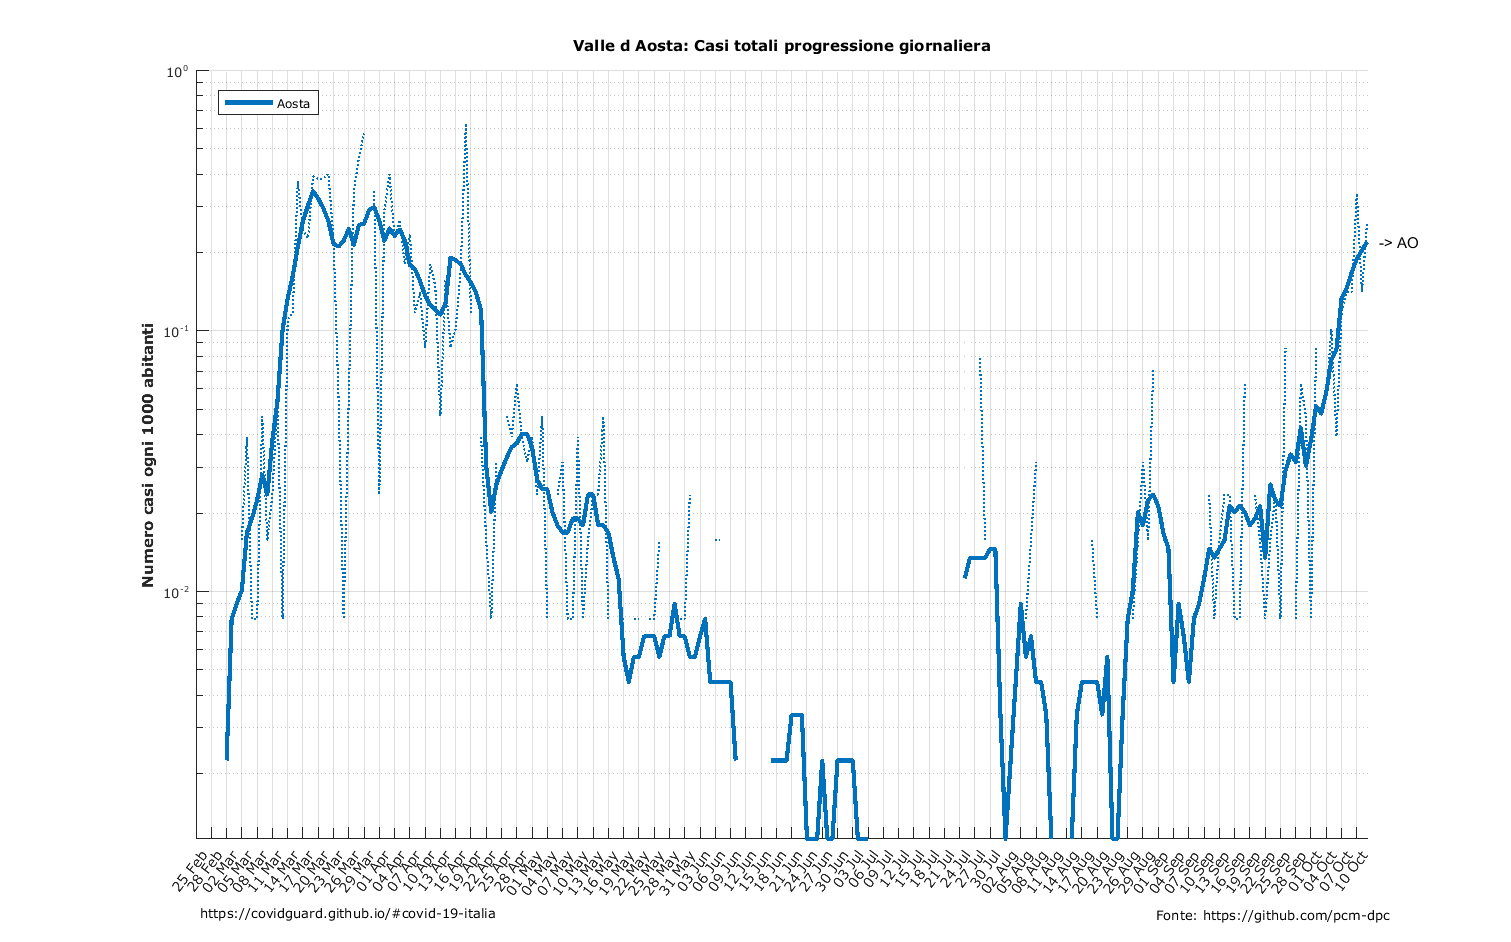 Valle d Aosta: Casi totali progressione giornaliera
10⁰
Aosta
-> AO
10⁻¹
10⁻²
Numero casi ogni 1000 abitanti
25 Feb
28 Feb
02 Mar
05 Mar
08 Mar
11 Mar
14 Mar
17 Mar
20 Mar
23 Mar
26 Mar
29 Mar
01 Apr
04 Apr
07 Apr
10 Apr
13 Apr
16 Apr
19 Apr
22 Apr
25 Apr
28 Apr
01 May
04 May
07 May
10 May
13 May
16 May
19 May
22 May
25 May
28 May
31 May
03 Jun
06 Jun
09 Jun
12 Jun
15 Jun
18 Jun
21 Jun
24 Jun
27 Jun
30 Jun
03 Jul
06 Jul
09 Jul
12 Jul
15 Jul
18 Jul
21 Jul
24 Jul
27 Jul
30 Jul
02 Aug
05 Aug
08 Aug
11 Aug
14 Aug
17 Aug
20 Aug
23 Aug
26 Aug
29 Aug
01 Sep
04 Sep
07 Sep
10 Sep
13 Sep
16 Sep
19 Sep
22 Sep
25 Sep
28 Sep
01 Oct
04 Oct
07 Oct
10 Oct
https://covidguard.github.io/#covid-19-italia
Fonte: https://github.com/pcm-dpc